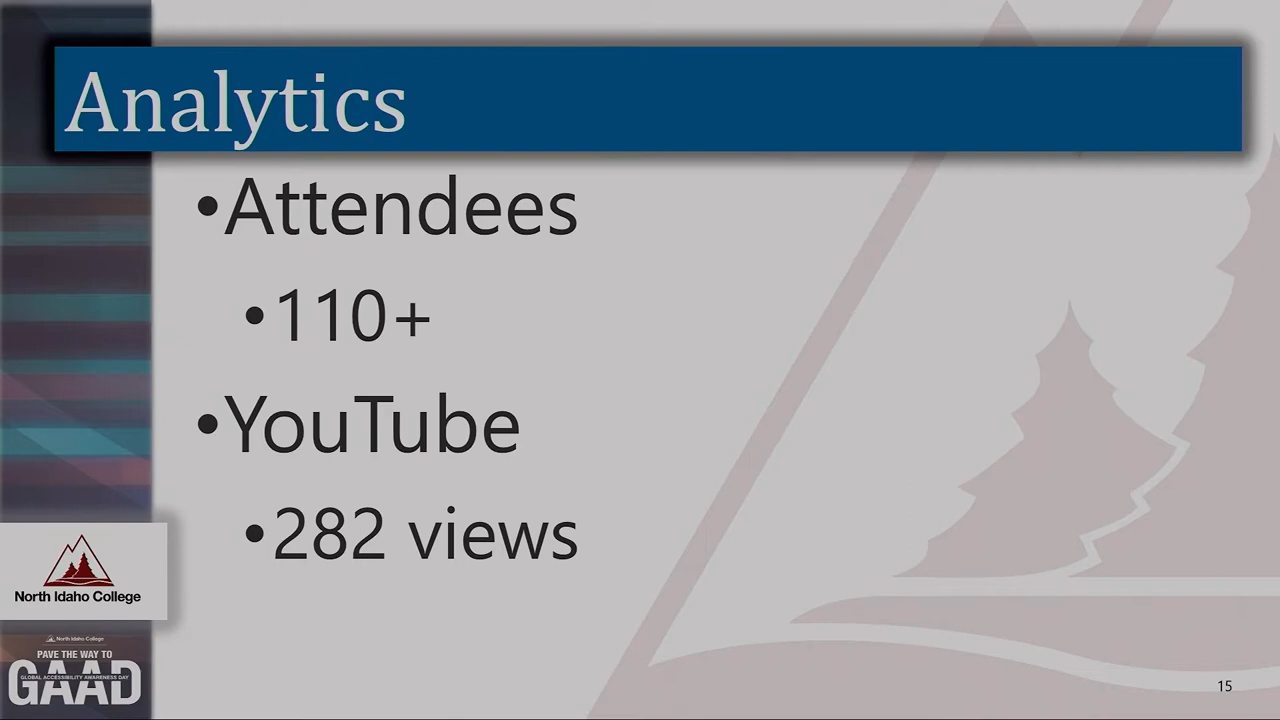 Analytics
•Attendees
•110+
•YouTube
•282 views
North Idaho College
North Idaho College
PAVE THE WAY TO
GAAD
GLOBAL ACCESSIBILITY AWARENESS DAY
15